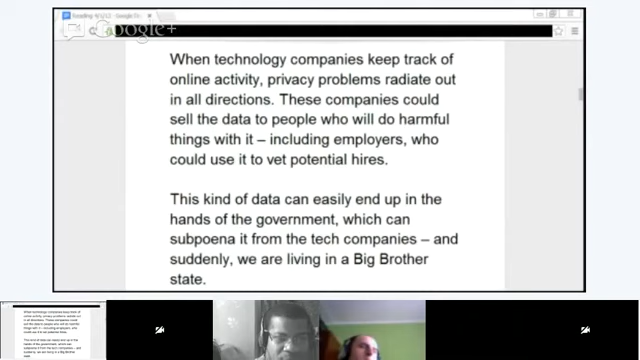 Google+
When technology companies keep track of
online activity, privacy problems radiate out
in all directions. These companies could
sell the data to people who will do harmful
things with it – including employers, who
could use it to vet potential hires.
This kind of data can easily end up in the
hands of the government, which can
subpoena it from the tech companies – and
suddenly, we are living in a Big Brother
state.